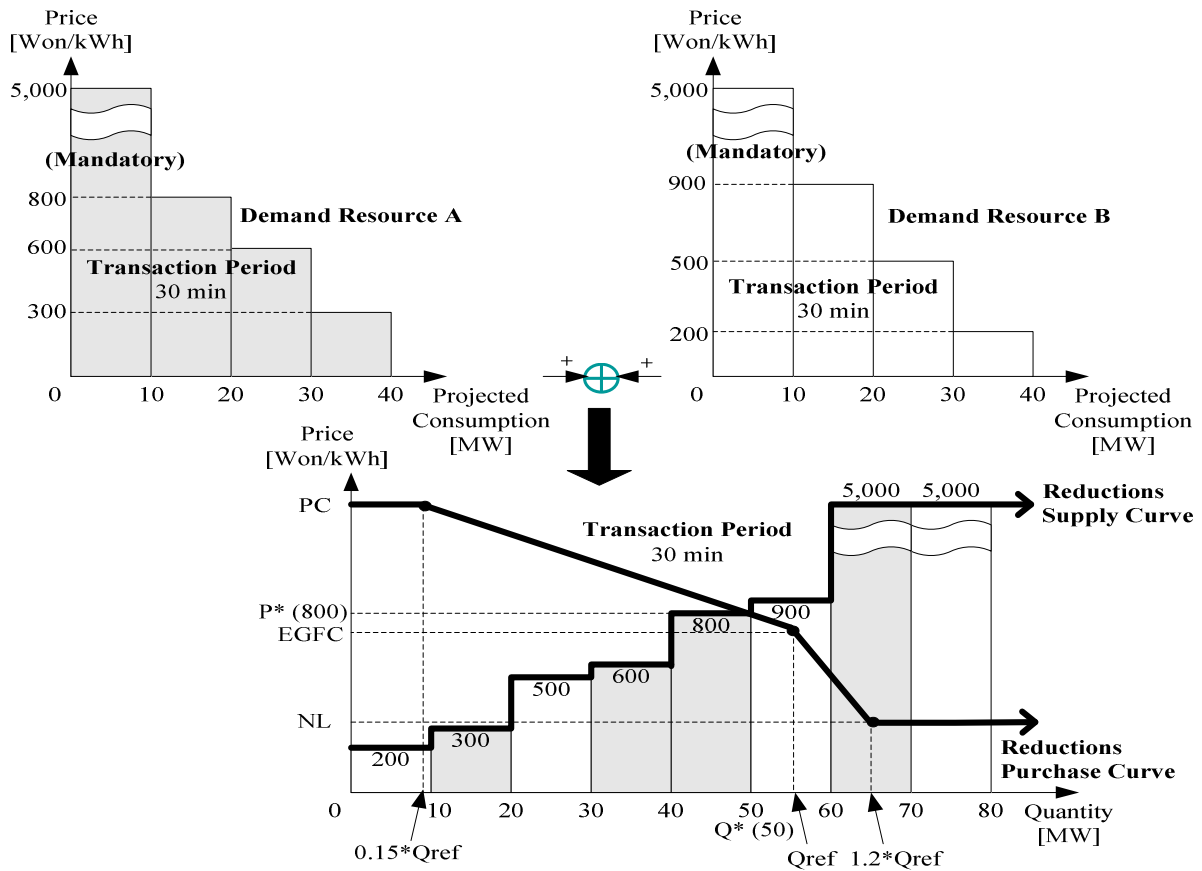 Price
[Won/kWh]
5,000
(Mandatory)
800
Demand Resource A
600
Transaction Period
30 min
300
0
10
20
30
40
Projected
Consumption
[MW]
Price
[Won/kWh]
5,000
(Mandatory)
900
Demand Resource B
500
Transaction Period
30 min
200
0
10
20
30
40
Projected
Consumption
[MW]
+
+
Price
[Won/kWh]
PC
5,000
5,000
Reductions
Supply Curve
Transaction Period
30 min
P* (800)
EGFC
NL
200
300
500
600
800
900
Reductions
Purchase Curve
0
10
20
30
40
50
60
70
80
Quantity
[MW]
Q* (50)
0.15*Qref
Qref
1.2*Qref